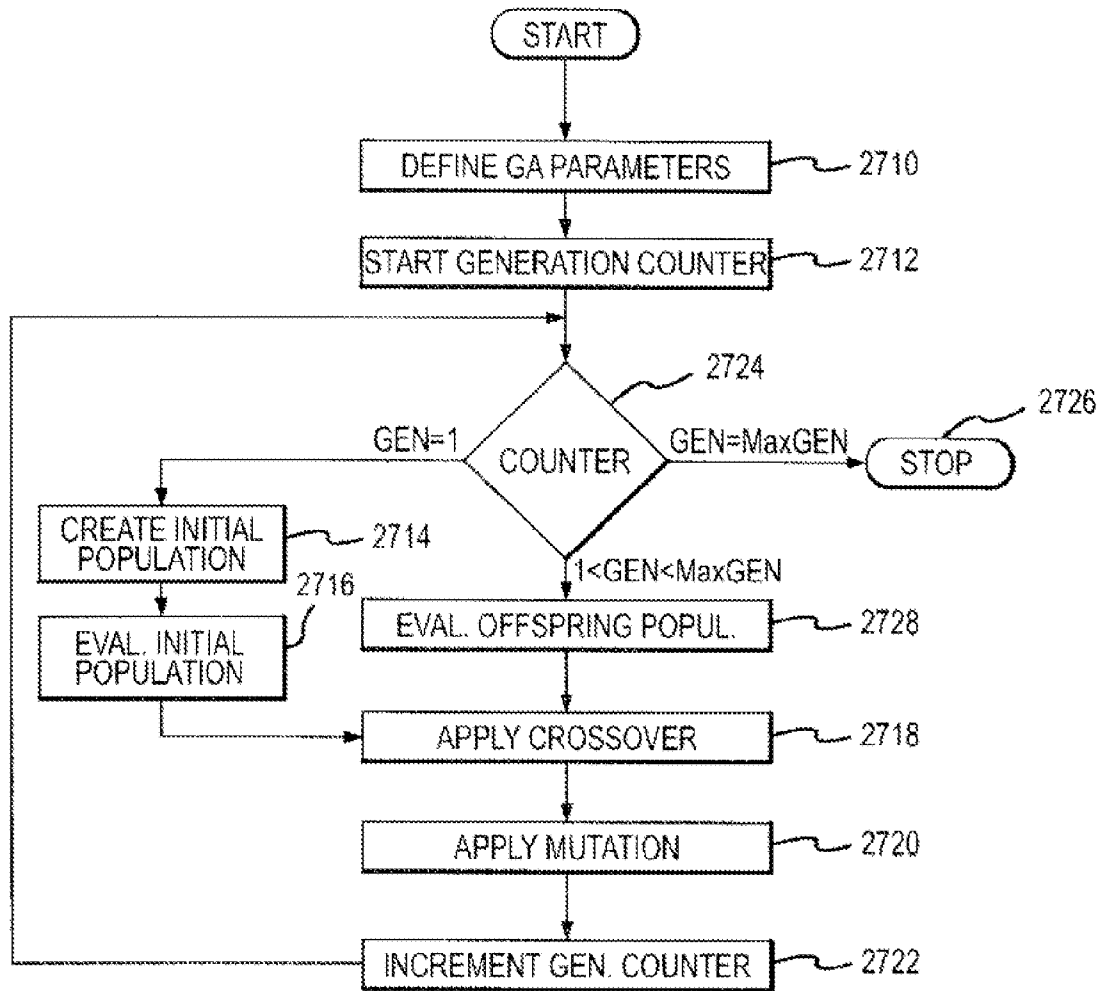 START
DEFINE GA PARAMETERS
2710
START GENERATION COUNTER
2712
2724
2726
GEN=1
COUNTER
GEN=MaxGEN
STOP
CREATE INITIAL
POPULATION
2714
1<GEN<MaxGEN
2716
EVAL. OFFSPRING POPUL.
2728
EVAL. INITIAL
POPULATION
APPLY CROSSOVER
2718
APPLY MUTATION
2720
INCREMENT GEN. COUNTER
2722